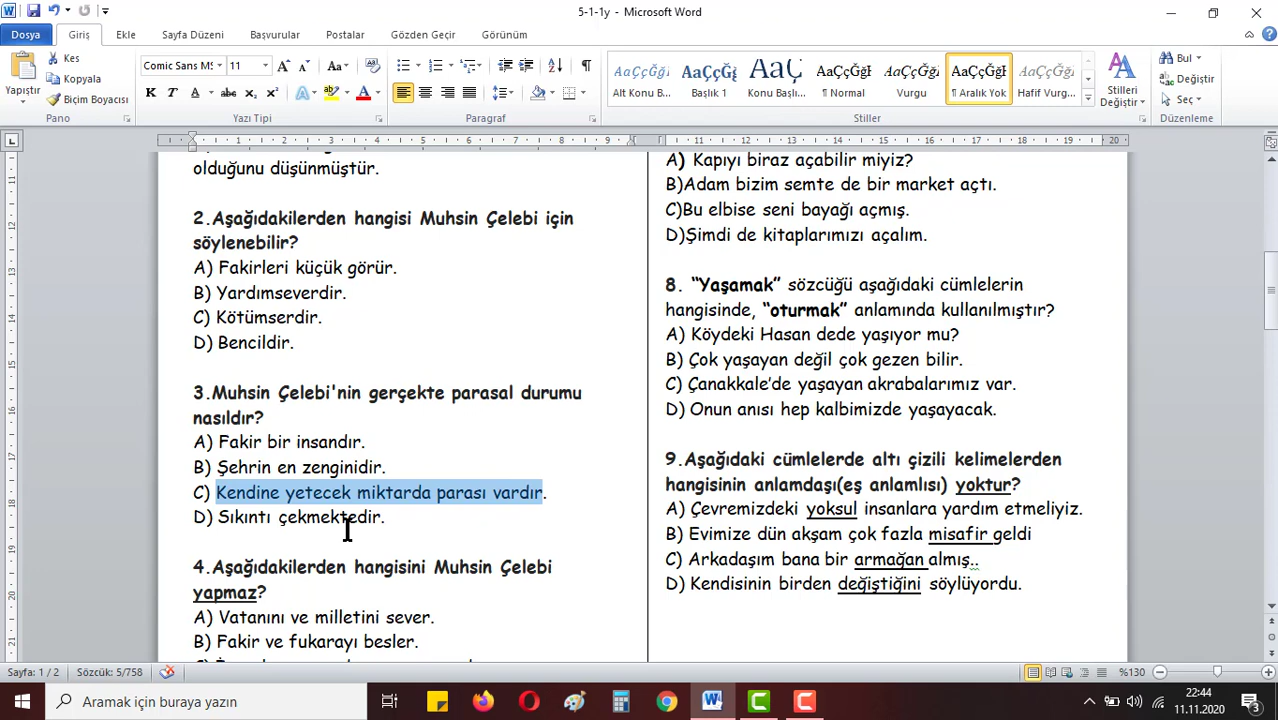 5-1-1y - Microsoft Word
Dosya Giriş Ekle Sayfa Düzeni Başvurular Postalar Gözden Geçir Görünüm
Yapıştır
Kes
Kopyala
Biçim Boyacısı
Pano
Comic Sans MS 11
K T A abc x₂ x²
Yazı Tipi
Paragraf
AaÇçĞğ Alt Konu B...
AaÇçĞğ Başlık 1
AaÇç Konu Başlı...
AaÇçĞğH ¶ Normal
AaÇçĞğ Vurgu
AaÇçĞğH ¶ Aralık Yok
AaÇçĞğH Hafif Vurg...
Stilleri Değiştir
Stiller
Bul
Değiştir
Seç
Düzenleme
olduğunu düşünmüştür.
2.Aşağıdakilerden hangisi Muhsin Çelebi için
söylenebilir?
A) Fakirleri küçük görür.
B) Yardımseverdir.
C) Kötümserdir.
D) Bencildir.
3.Muhsin Çelebi'nin gerçekte parasal durumu
nasıldır?
A) Fakir bir insandır.
B) Şehrin en zenginidir.
C) Kendine yetecek miktarda parası vardır.
D) Sıkıntı çekmektedir.
4.Aşağıdakilerden hangisini Muhsin Çelebi
yapmaz?
A) Vatanını ve milletini sever.
B) Fakir ve fukarayı besler.
A) Kapıyı biraz açabilir miyiz?
B)Adam bizim semte de bir market açtı.
C)Bu elbise seni bayağı açmış.
D)Şimdi de kitaplarımızı açalım.
8. “Yaşamak” sözcüğü aşağıdaki cümlelerin
hangisinde, “oturmak” anlamında kullanılmıştır?
A) Köydeki Hasan dede yaşıyor mu?
B) Çok yaşayan değil çok gezen bilir.
C) Çanakkale’de yaşayan akrabalarımız var.
D) Onun anısı hep kalbimizde yaşayacak.
9.Aşağıdaki cümlelerde altı çizili kelimelerden
hangisinin anlamdaşı(eş anlamlısı) yoktur?
A) Çevremizdeki yoksul insanlara yardım etmeliyiz.
B) Evimize dün akşam çok fazla misafir geldi
C) Arkadaşım bana bir armağan almış..
D) Kendisinin birden değiştiğini söylüyordu.
Sayfa: 1 / 2 Sözcük: 5/758 %130
Aramak için buraya yazın
22:44
11.11.2020
3